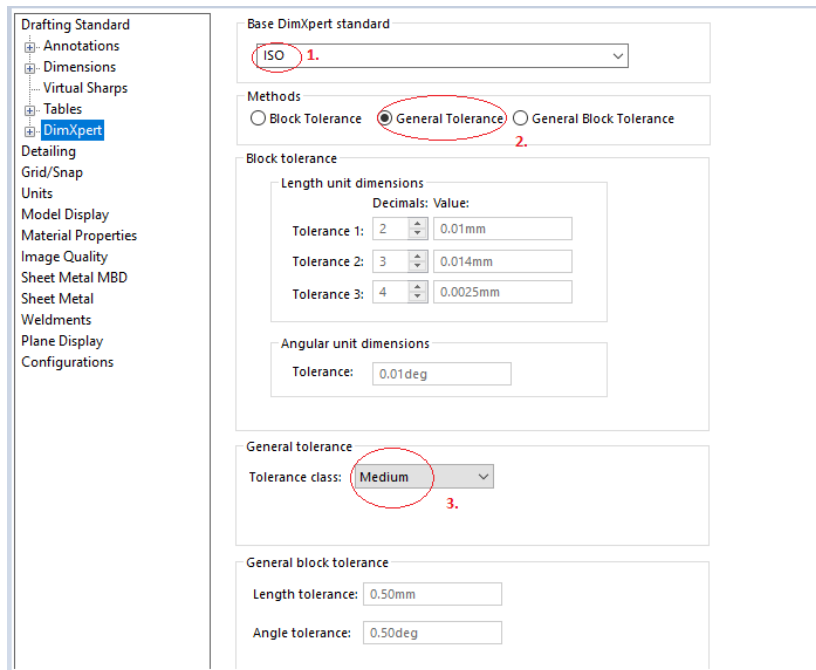 Drafting Standard
Annotations
Dimensions
Virtual Sharps
Tables
DimXpert
Detailing
Grid/Snap
Units
Model Display
Material Properties
Image Quality
Sheet Metal MBD
Sheet Metal
Weldments
Plane Display
Configurations
Base DimXpert standard
ISO 1.
Methods
Block Tolerance General Tolerance General Block Tolerance
2.
Block tolerance
Length unit dimensions
Decimals: Value:
Tolerance 1: 2 0.01mm
Tolerance 2: 3 0.014mm
Tolerance 3: 4 0.0025mm
Angular unit dimensions
Tolerance: 0.01deg
General tolerance
Tolerance class: Medium
3.
General block tolerance
Length tolerance: 0.50mm
Angle tolerance: 0.50deg